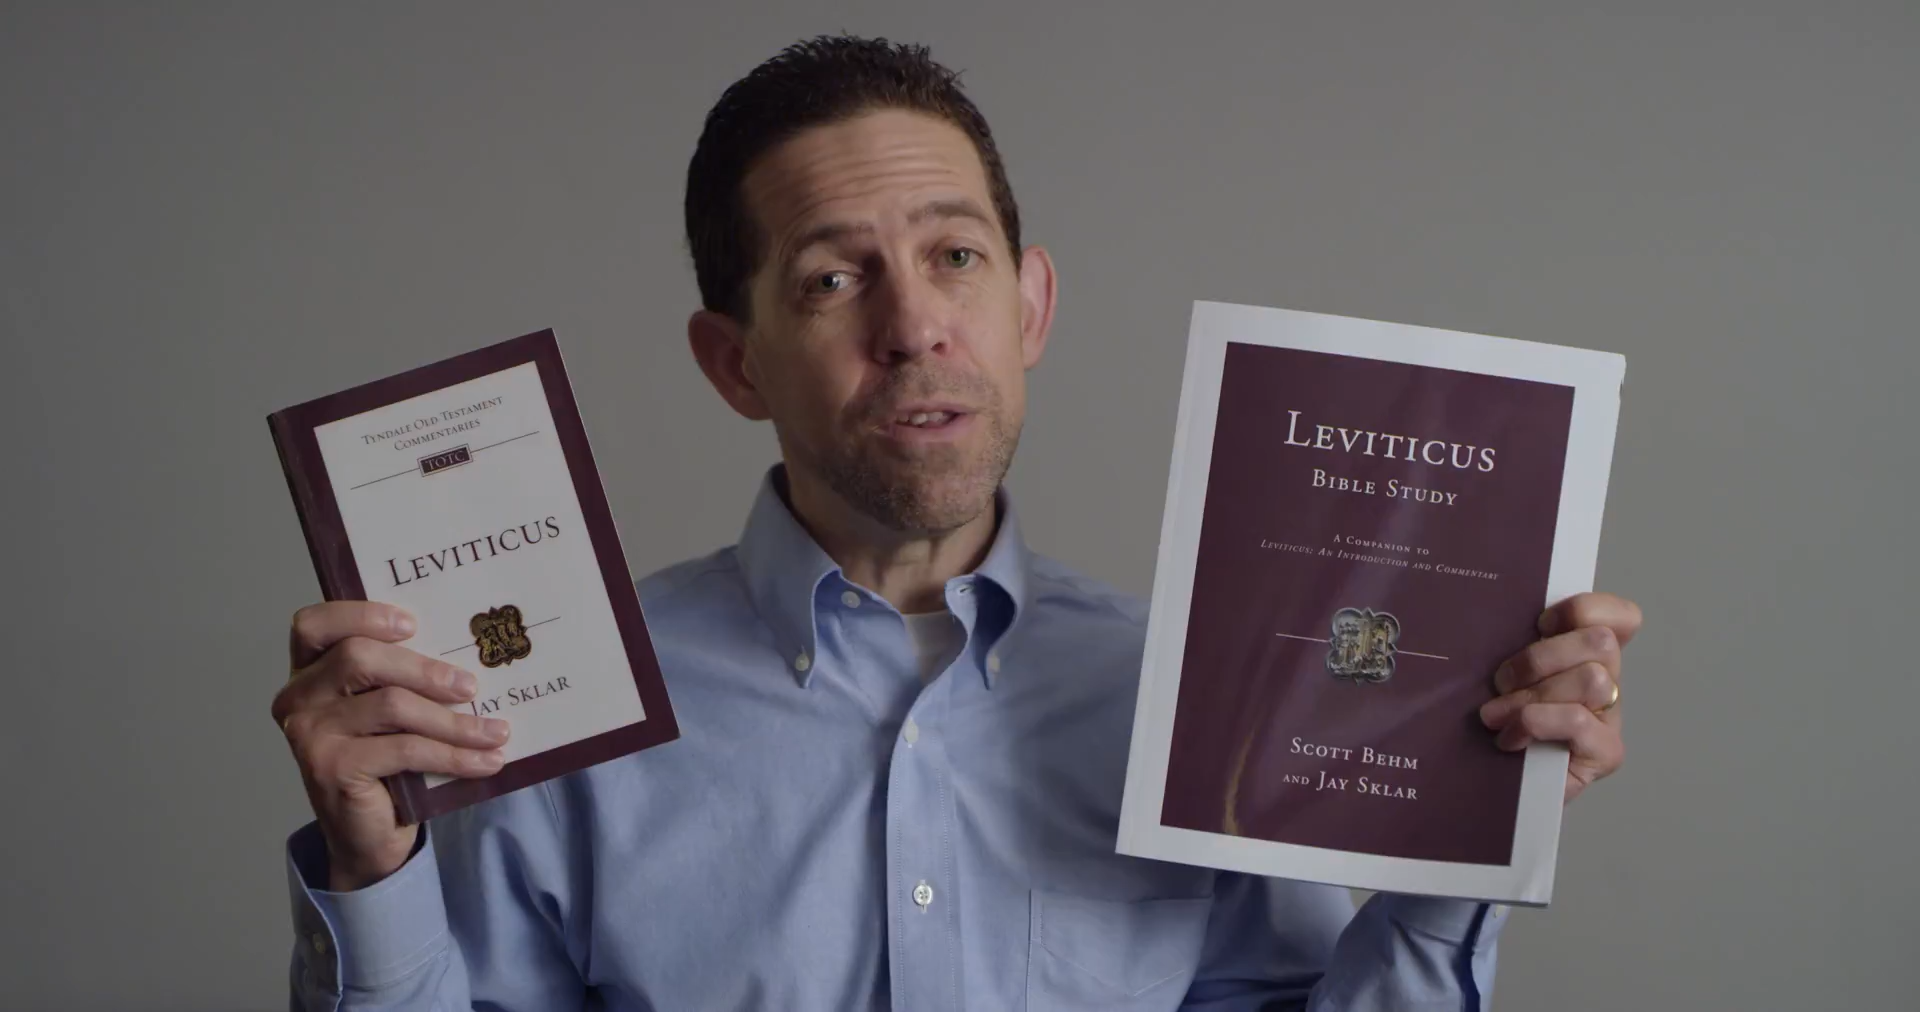 Tyndale Old Testament
Commentaries
TOTC
Leviticus
Jay Sklar
Leviticus
Bible Study
A Companion to
Leviticus: An Introduction and Commentary
Scott Behm
and Jay Sklar